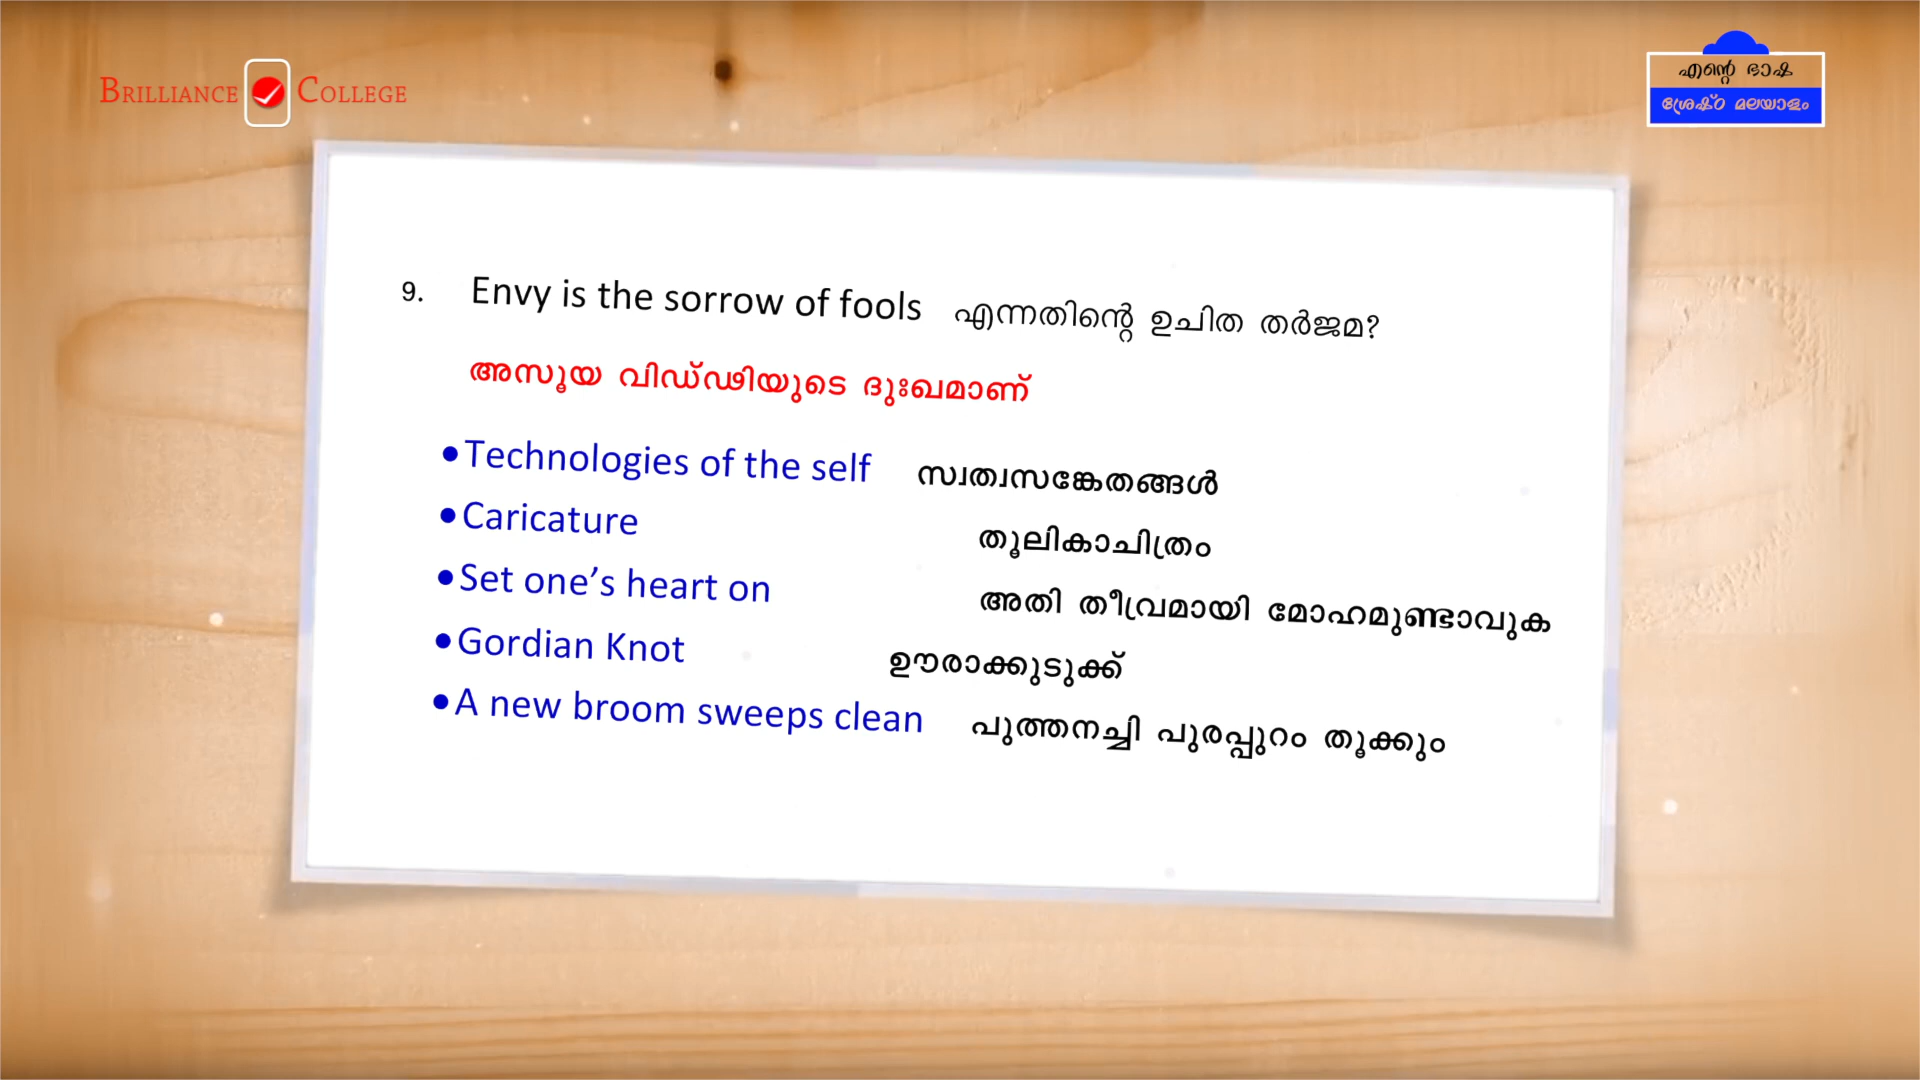 BRILLIANCE COLLEGE
എന്റെ ഭാഷ
ശ്രേഷ്ഠ മലയാളം
9. Envy is the sorrow of fools എന്നതിന്റെ ഉചിത തർജമ?
അസൂയ വിഡ്ഢിയുടെ ദുഃഖമാണ്
•Technologies of the self സ്വത്വസങ്കേതങ്ങൾ
•Caricature തൂലികാചിത്രം
•Set one’s heart on അതി തീവ്രമായി മോഹമുണ്ടാവുക
•Gordian Knot ഊരാക്കുടുക്ക്
•A new broom sweeps clean പുത്തനച്ചി പുരപ്പുറം തൂക്കും